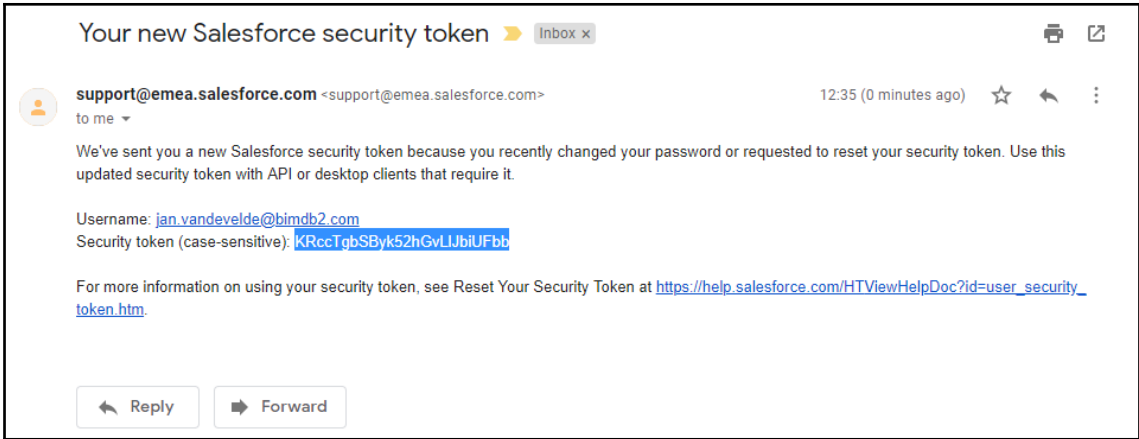 Your new Salesforce security token Inbox x
support@emea.salesforce.com <support@emea.salesforce.com> 12:35 (0 minutes ago)
to me
We've sent you a new Salesforce security token because you recently changed your password or requested to reset your security token. Use this
updated security token with API or desktop clients that require it.
Username: jan.vandevelde@bimdb2.com
Security token (case-sensitive): KRccTgbSByk52hGvLIJbiUFbb
For more information on using your security token, see Reset Your Security Token at https://help.salesforce.com/HTViewHelpDoc?id=user_security_
token.htm.
Reply Forward